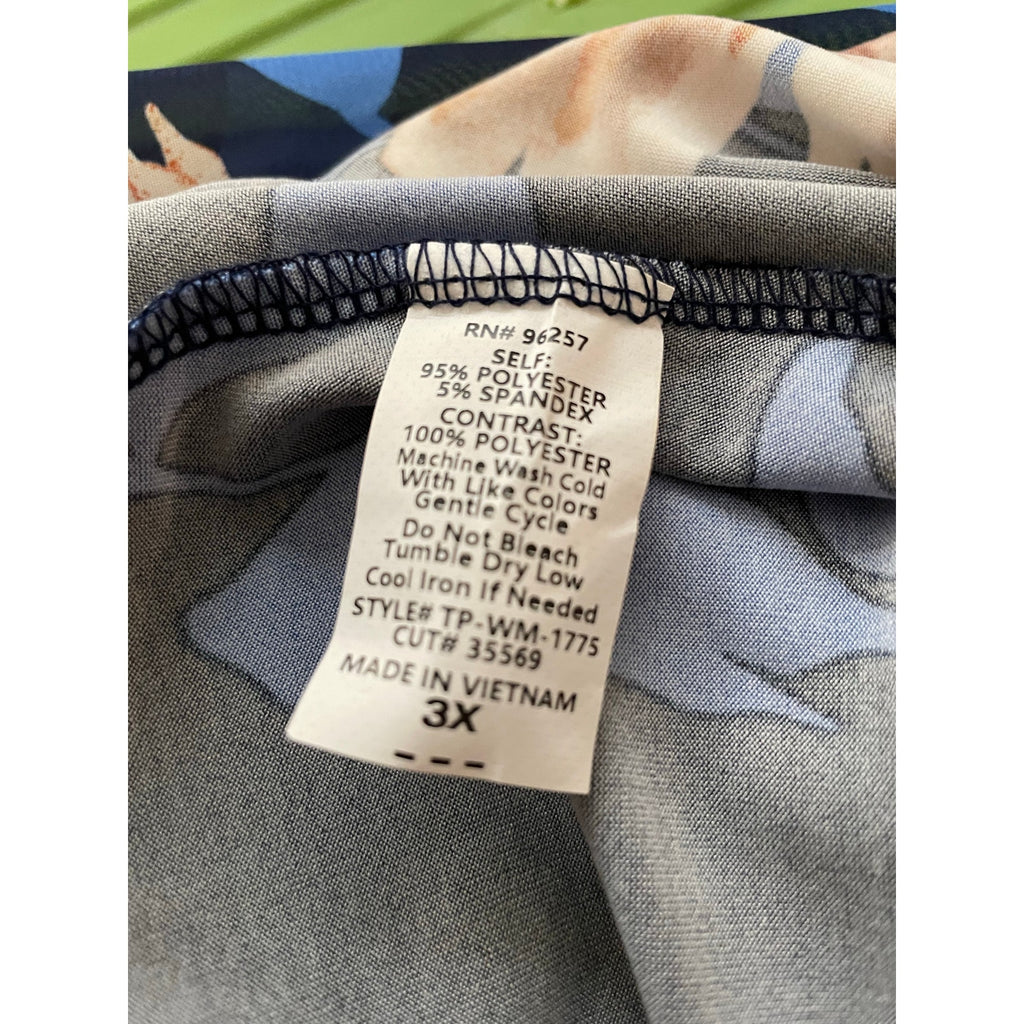 RN# 96257
SELF:
95% POLYESTER
5% SPANDEX
CONTRAST:
100% POLYESTER
Machine Wash Cold
With Like Colors
Gentle Cycle
Do Not Bleach
Tumble Dry Low
Cool Iron If Needed
STYLE# TP-WM-1775
CUT# 35569
MADE IN VIETNAM
3X
---